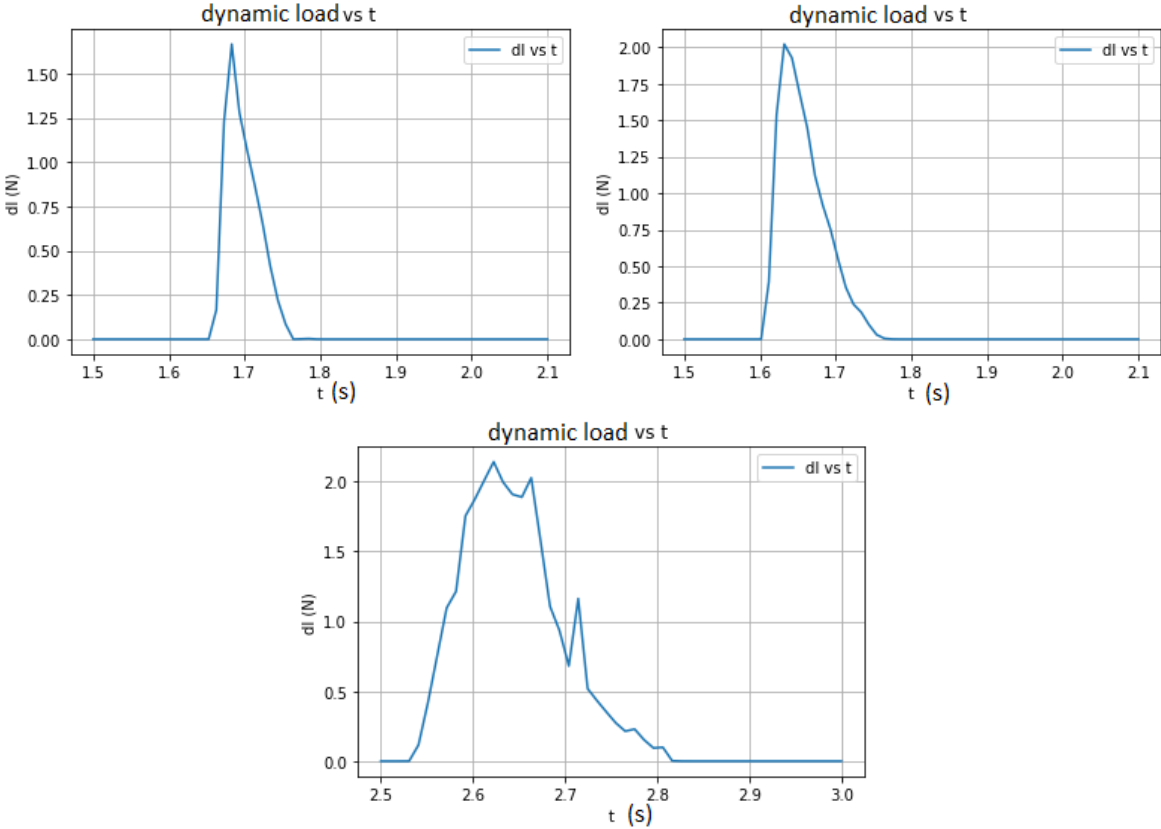 dynamic load vs t
dl vs t
1.50
1.25
1.00
0.75
0.50
0.25
0.00
dl (N)
1.5 1.6 1.7 1.8 1.9 2.0 2.1
t (s)
dynamic load vs t
dl vs t
2.00
1.75
1.50
1.25
1.00
0.75
0.50
0.25
0.00
dl (N)
1.5 1.6 1.7 1.8 1.9 2.0 2.1
t (s)
dynamic load vs t
dl vs t
2.0
1.5
1.0
0.5
0.0
dl (N)
2.5 2.6 2.7 2.8 2.9 3.0
t (s)